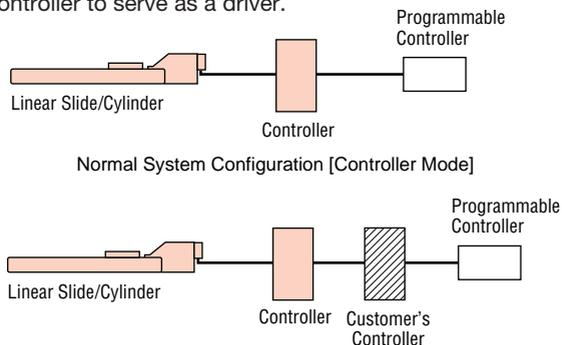 ontroller to serve as a driver.
Programmable
Controller
Linear Slide/Cylinder
Controller
Normal System Configuration [Controller Mode]
Programmable
Controller
Linear Slide/Cylinder
Controller
Customer's
Controller